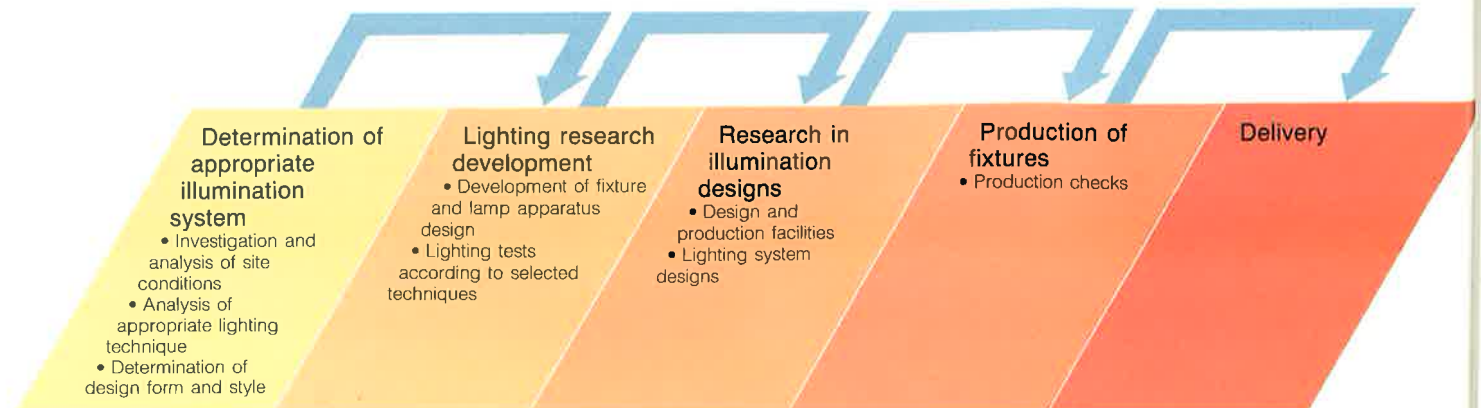 Determination of
appropriate
illumination
system
• Investigation and
analysis of site
conditions
• Analysis of
appropriate lighting
technique
• Determination of
design form and style
Lighting research
development
• Development of fixture
and lamp apparatus
design
• Lighting tests
according to selected
techniques
Research in
illumination
designs
• Design and
production facilities
• Lighting system
designs
Production of
fixtures
• Production checks
Delivery